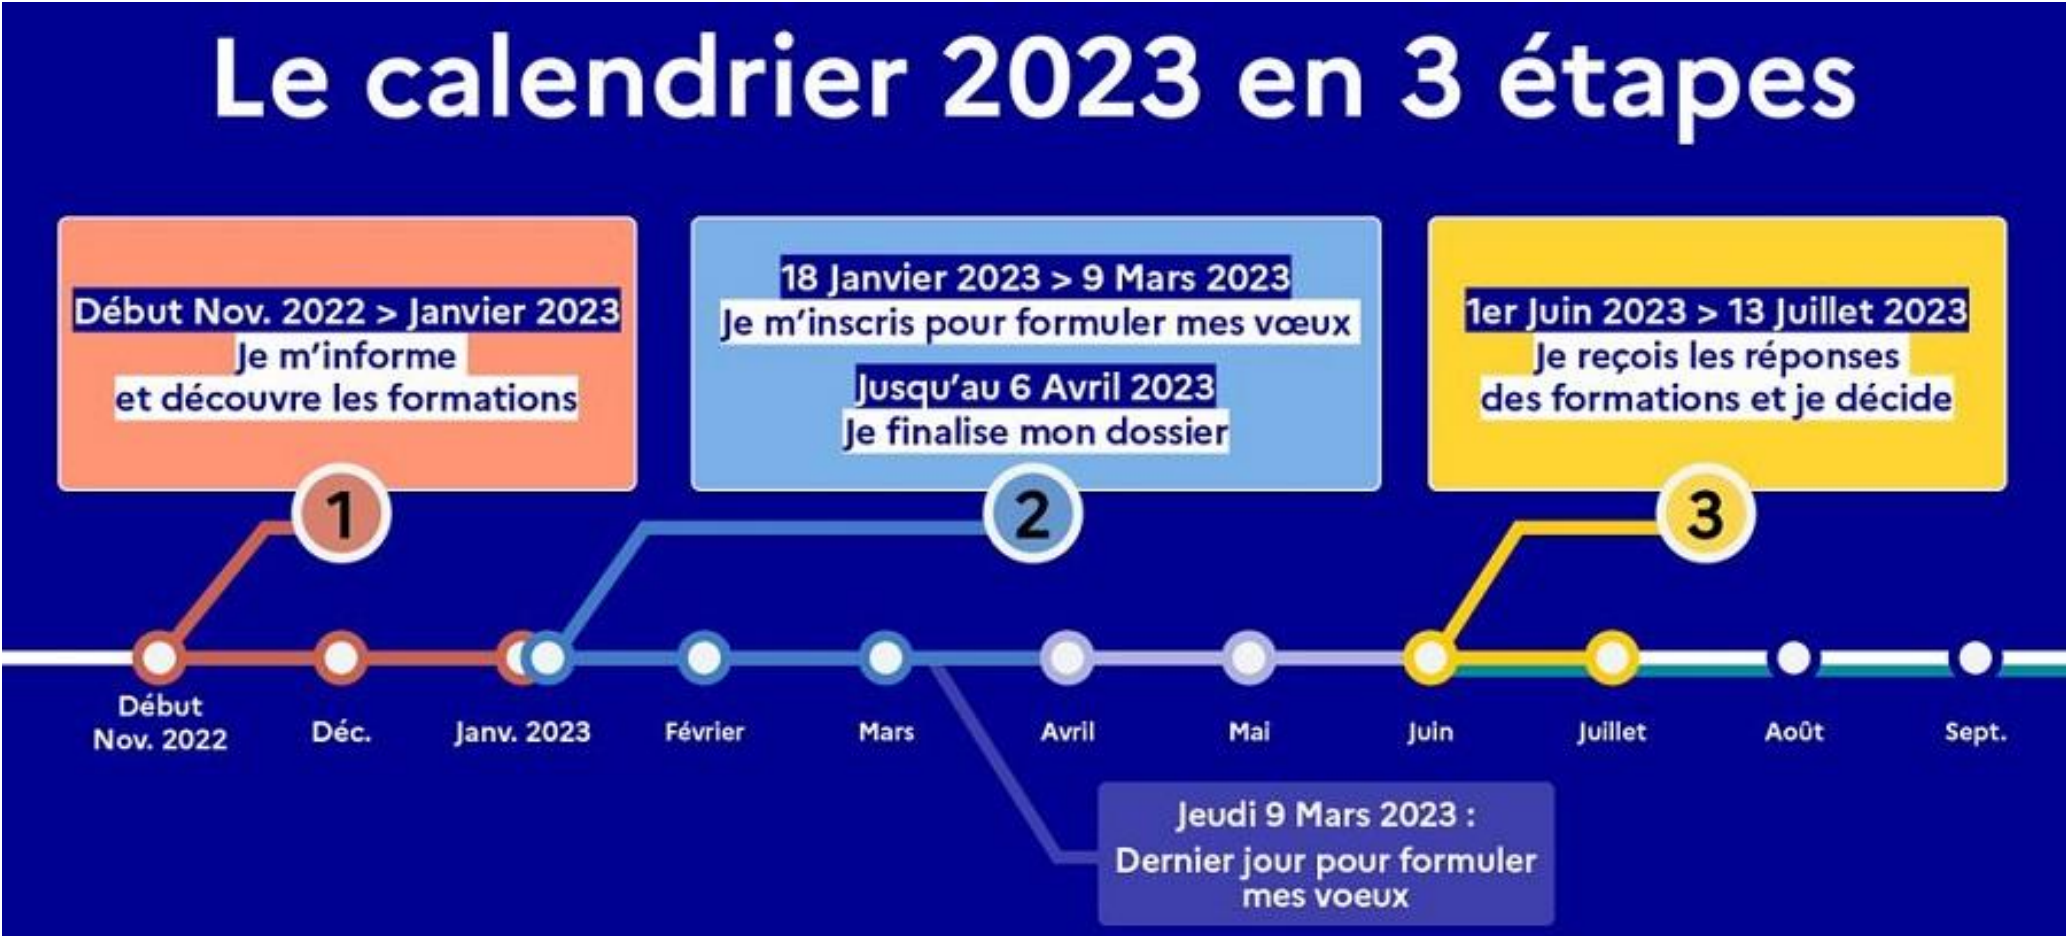 Le calendrier 2023 en 3 étapes
Début Nov. 2022 > Janvier 2023
Je m'informe
et découvre les formations
1
18 Janvier 2023 > 9 Mars 2023
Je m'inscris pour formuler mes vœux
Jusqu'au 6 Avril 2023
Je finalise mon dossier
2
1er Juin 2023 > 13 Juillet 2023
Je reçois les réponses
des formations et je décide
3
Début
Nov. 2022
Déc.
Janv. 2023
Février
Mars
Avril
Mai
Juin
Juillet
Août
Sept.
Jeudi 9 Mars 2023 :
Dernier jour pour formuler
mes voeux